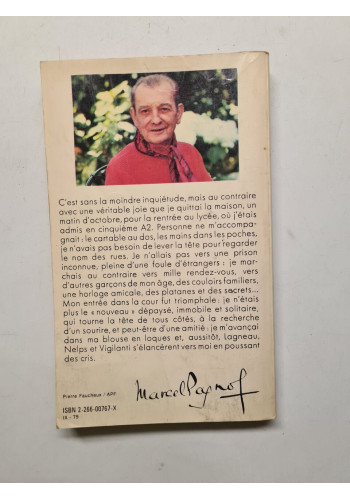 C'est sans la moindre inquiétude, mais au contraire
avec une véritable joie que je quittai la maison, un
matin d'octobre, pour la rentrée au lycée, où j'étais
admis en cinquième A2. Personne ne m'accompa-
gnait : le cartable au dos, les mains dans les poches,
je n'avais pas besoin de lever la tête pour regarder
le nom des rues. Je n'allais pas vers une prison
inconnue, pleine d'une foule d'étrangers : je mar-
chais au contraire vers mille rendez-vous, vers
d'autres garçons de mon âge, des couloirs familiers,
une horloge amicale, des platanes et des secrets...
Mon entrée dans la cour fut triomphale : je n'étais
plus le « nouveau » dépaysé, immobile et solitaire,
qui tourne la tête de tous côtés, à la recherche
d'un sourire, et peut-être d'une amitié : je m'avançai
dans ma blouse en loques et, aussitôt, Lagneau,
Nelps et Vigilanti s'élancèrent vers moi en poussant
des cris.
Marcel Pagnol
Pierre Faucheux / APF
ISBN 2-266-00767-X
IX - 79